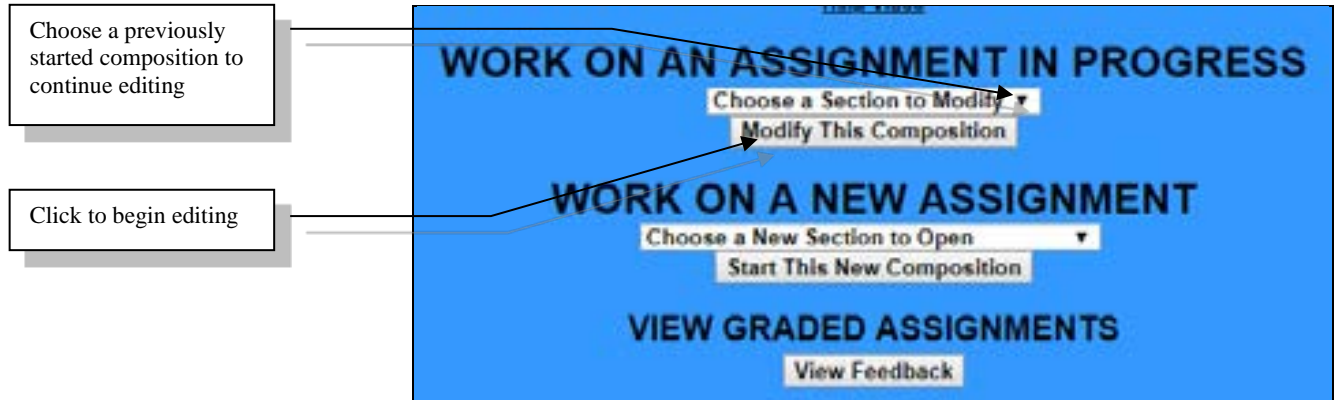 Choose a previously
started composition to
continue editing
WORK ON AN ASSIGNMENT IN PROGRESS
Choose a Section to Modify ▼
Modify This Composition
Click to begin editing
WORK ON A NEW ASSIGNMENT
Choose a New Section to Open ▼
Start This New Composition
VIEW GRADED ASSIGNMENTS
View Feedback